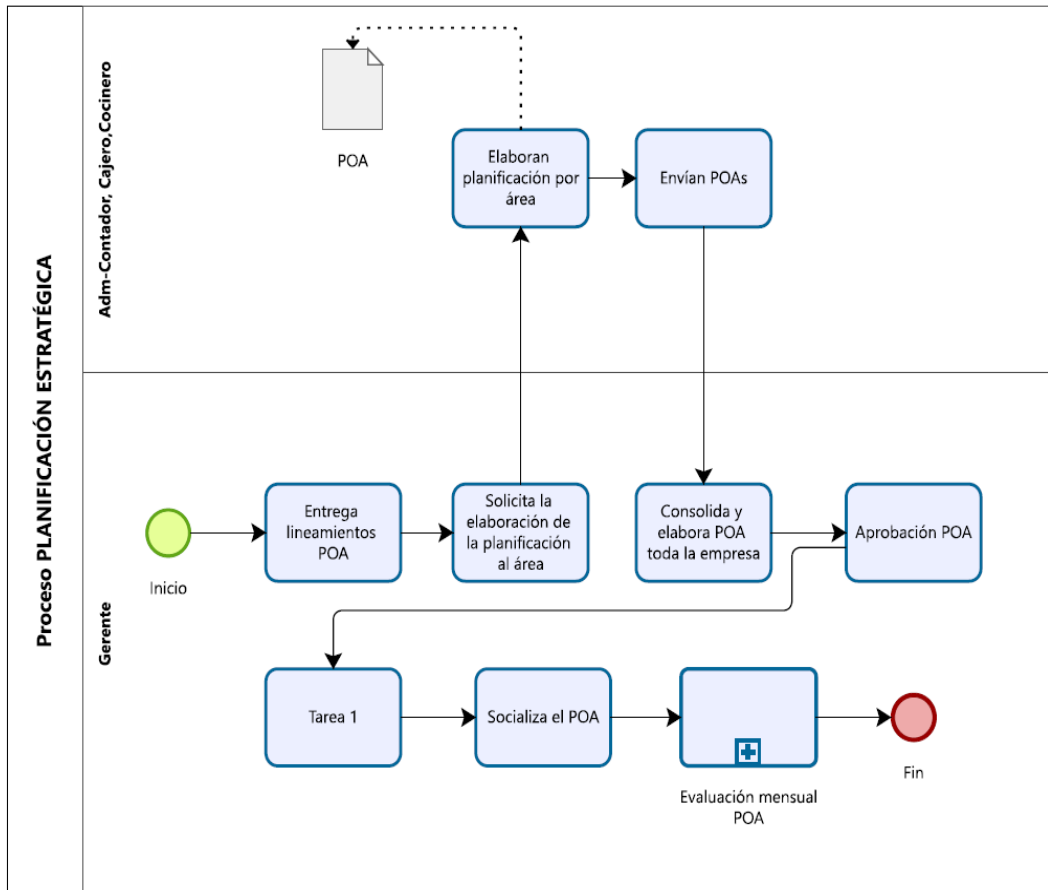 Proceso PLANIFICACIÓN ESTRATÉGICA
Adm-Contador, Cajero,Cocinero
POA
Elaboran
planificación por
área
Envían POAs
Gerente
Inicio
Entrega
lineamientos
POA
Solicita la
elaboración de
la planificación
al área
Consolida y
elabora POA
toda la empresa
Aprobación POA
Tarea 1
Socializa el POA
Evaluación mensual
POA
Fin